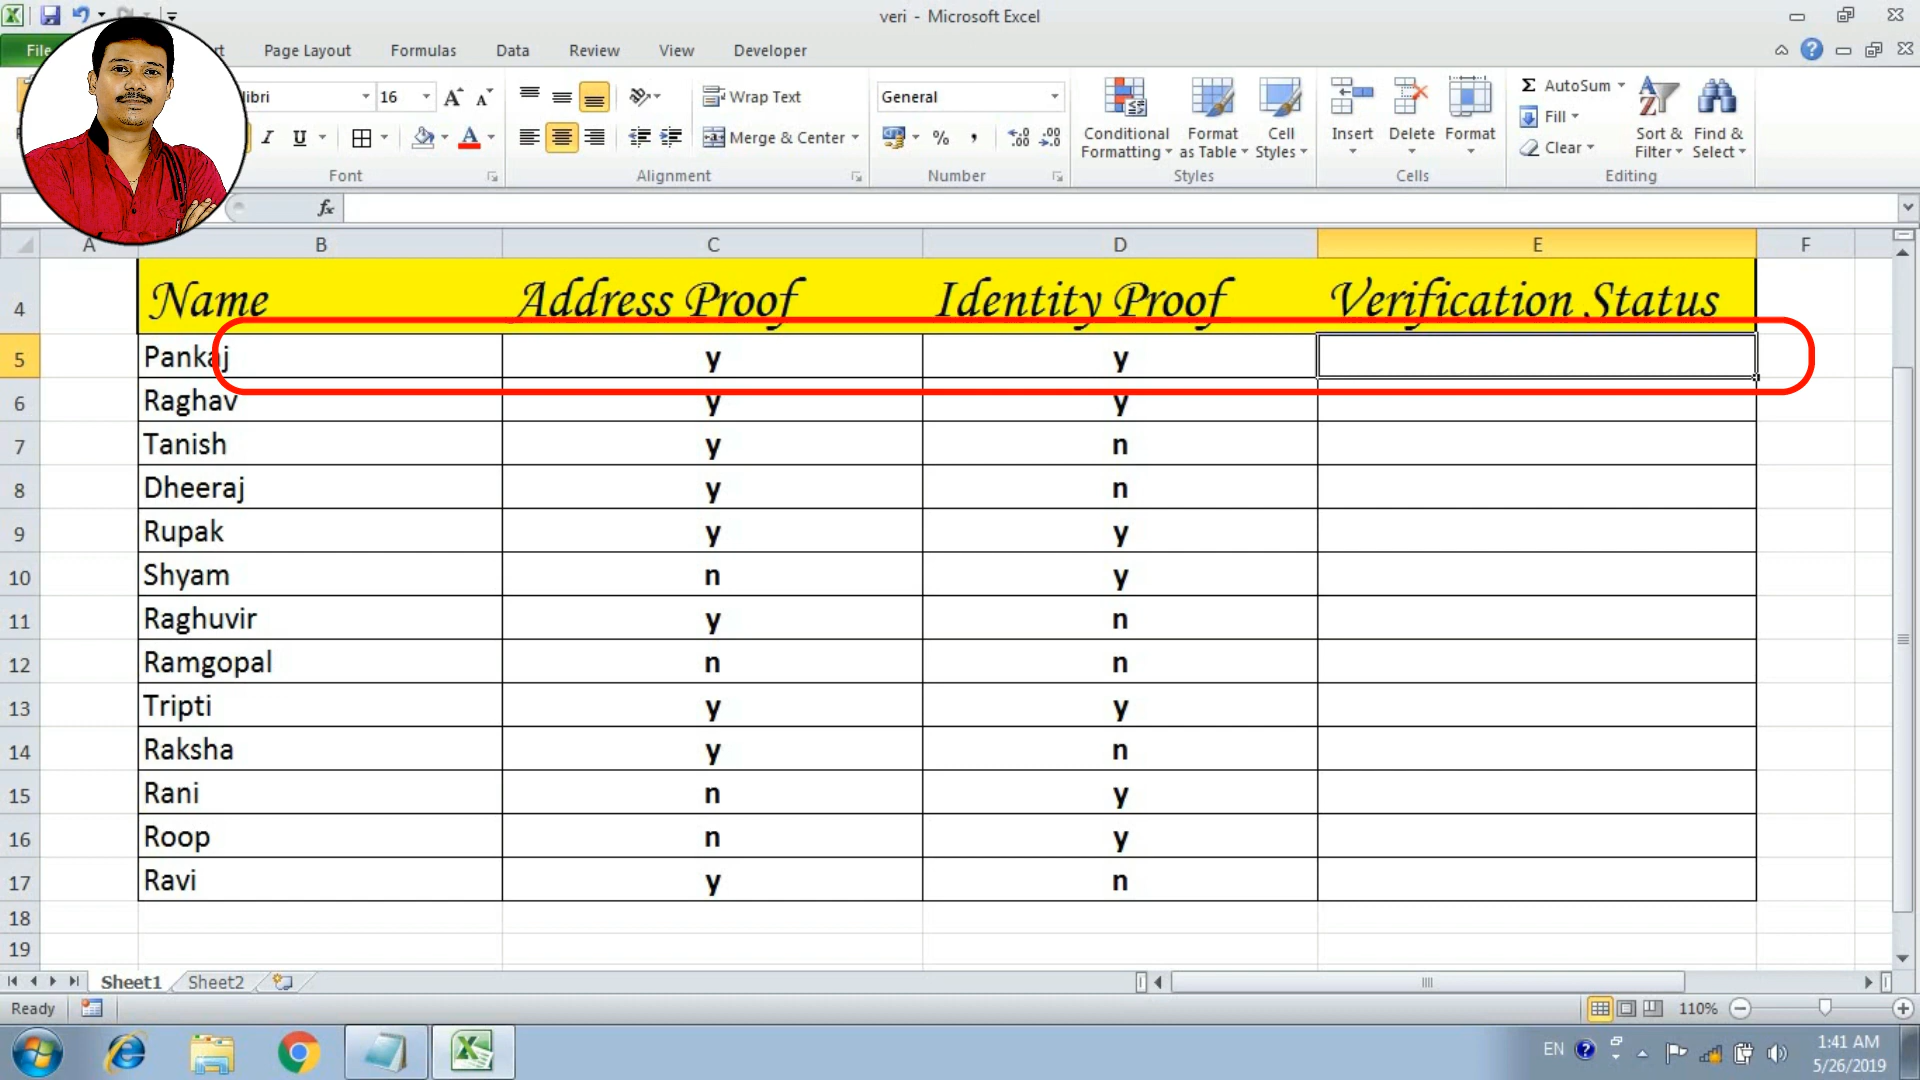 veri - Microsoft Excel
File Page Layout Formulas Data Review View Developer
16 Wrap Text General AutoSum
Fill
Merge & Center Conditional Formatting Format as Table Cell Styles Insert Delete Format Clear Sort & Filter Find & Select
Font Alignment Number Styles Cells Editing
fx
A B C D E F
4 Name Address Proof Identity Proof Verification Status
5 Pankaj y y
6 Raghav y y
7 Tanish y n
8 Dheeraj y n
9 Rupak y y
10 Shyam n y
11 Raghuvir y n
12 Ramgopal n n
13 Tripti y y
14 Raksha y n
15 Rani n y
16 Roop n y
17 Ravi y n
18
19
Sheet1 Sheet2
Ready 110%
EN 1:41 AM
5/26/2019